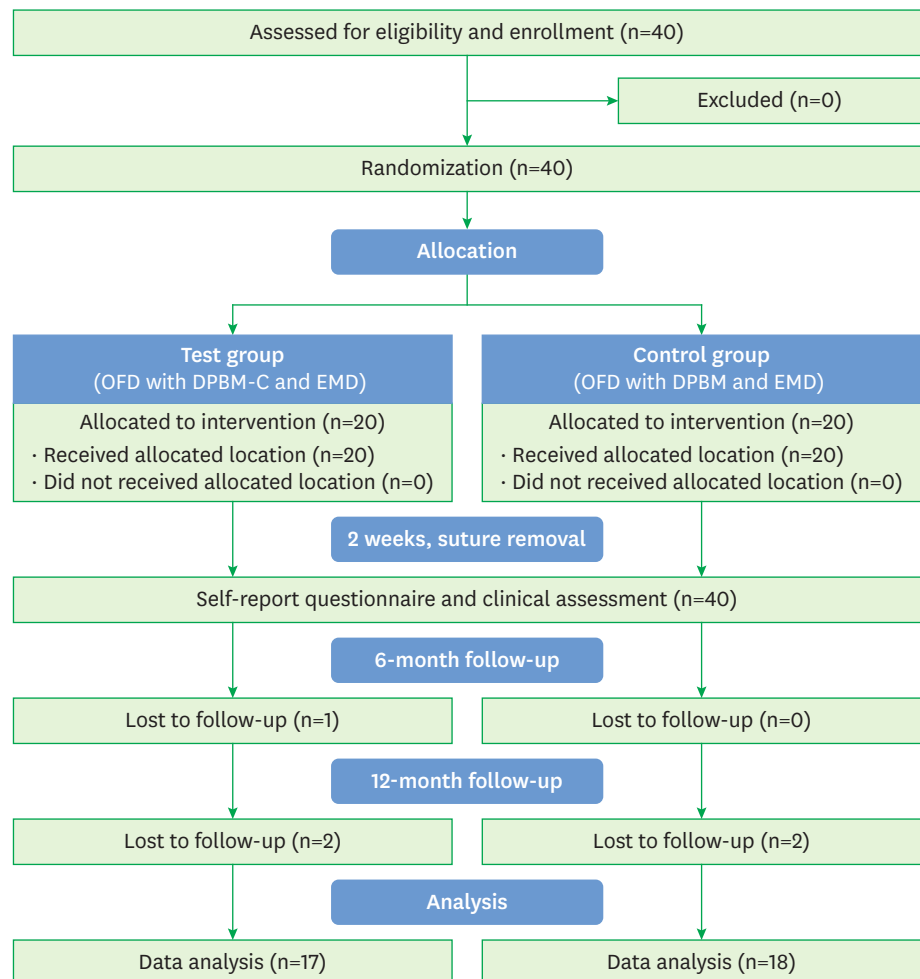 Assessed for eligibility and enrollment (n=40)
Excluded (n=0)
Randomization (n=40)
Allocation
Test group
(OFD with DPBM-C and EMD)
Allocated to intervention (n=20)
· Received allocated location (n=20)
· Did not received allocated location (n=0)
Control group
(OFD with DPBM and EMD)
Allocated to intervention (n=20)
· Received allocated location (n=20)
· Did not received allocated location (n=0)
2 weeks, suture removal
Self-report questionnaire and clinical assessment (n=40)
6-month follow-up
Lost to follow-up (n=1)
Lost to follow-up (n=0)
12-month follow-up
Lost to follow-up (n=2)
Lost to follow-up (n=2)
Analysis
Data analysis (n=17)
Data analysis (n=18)